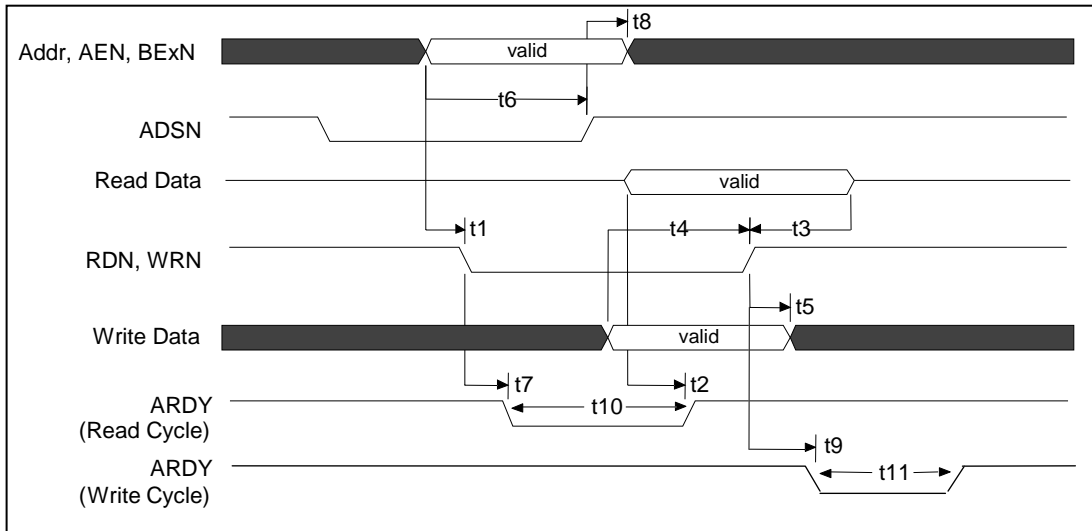 t8
Addr, AEN, BExN
valid
t6
ADSN
Read Data
valid
t1
t4
t3
RDN, WRN
t5
Write Data
valid
t7
t2
ARDY
(Read Cycle)
t10
t9
ARDY
(Write Cycle)
t11